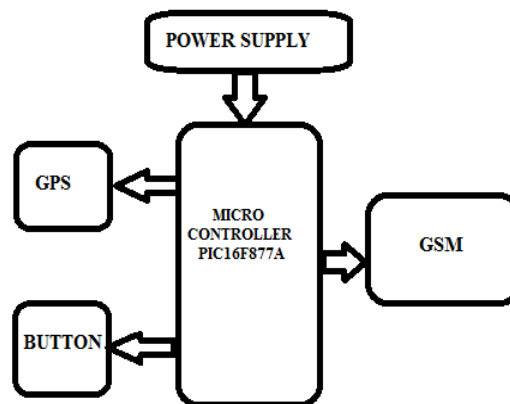 POWER SUPPLY
GPS
MICRO
CONTROLLER
PIC16F877A
GSM
BUTTON